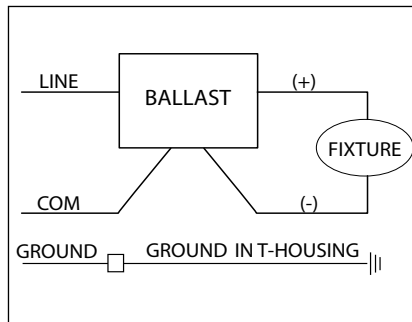 LINE
BALLAST
(+)
FIXTURE
COM
(-)
GROUND
GROUND IN T-HOUSING